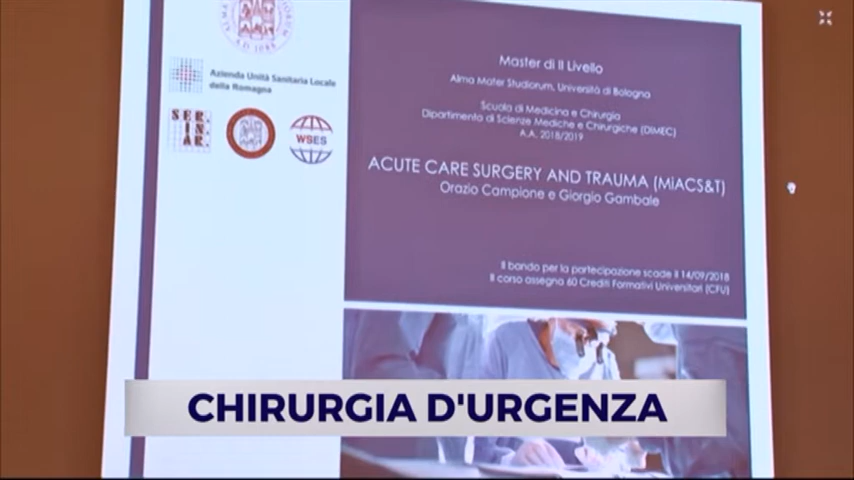 A.D. 1088
Azienda Unità Sanitaria Locale
della Romagna
SER
IN
AR
WSES
Master di II Livello
Alma Mater Studiorum, Università di Bologna
Scuola di Medicina e Chirurgia
Dipartimento di Scienze Mediche e Chirurgiche (DIMEC)
A.A. 2018/2019
ACUTE CARE SURGERY AND TRAUMA (MiACS&T)
Orazio Campione e Giorgio Gambale
Il bando per la partecipazione scade il 14/09/2018
Il corso assegna 60 Crediti Formativi Universitari (CFU)
CHIRURGIA D'URGENZA